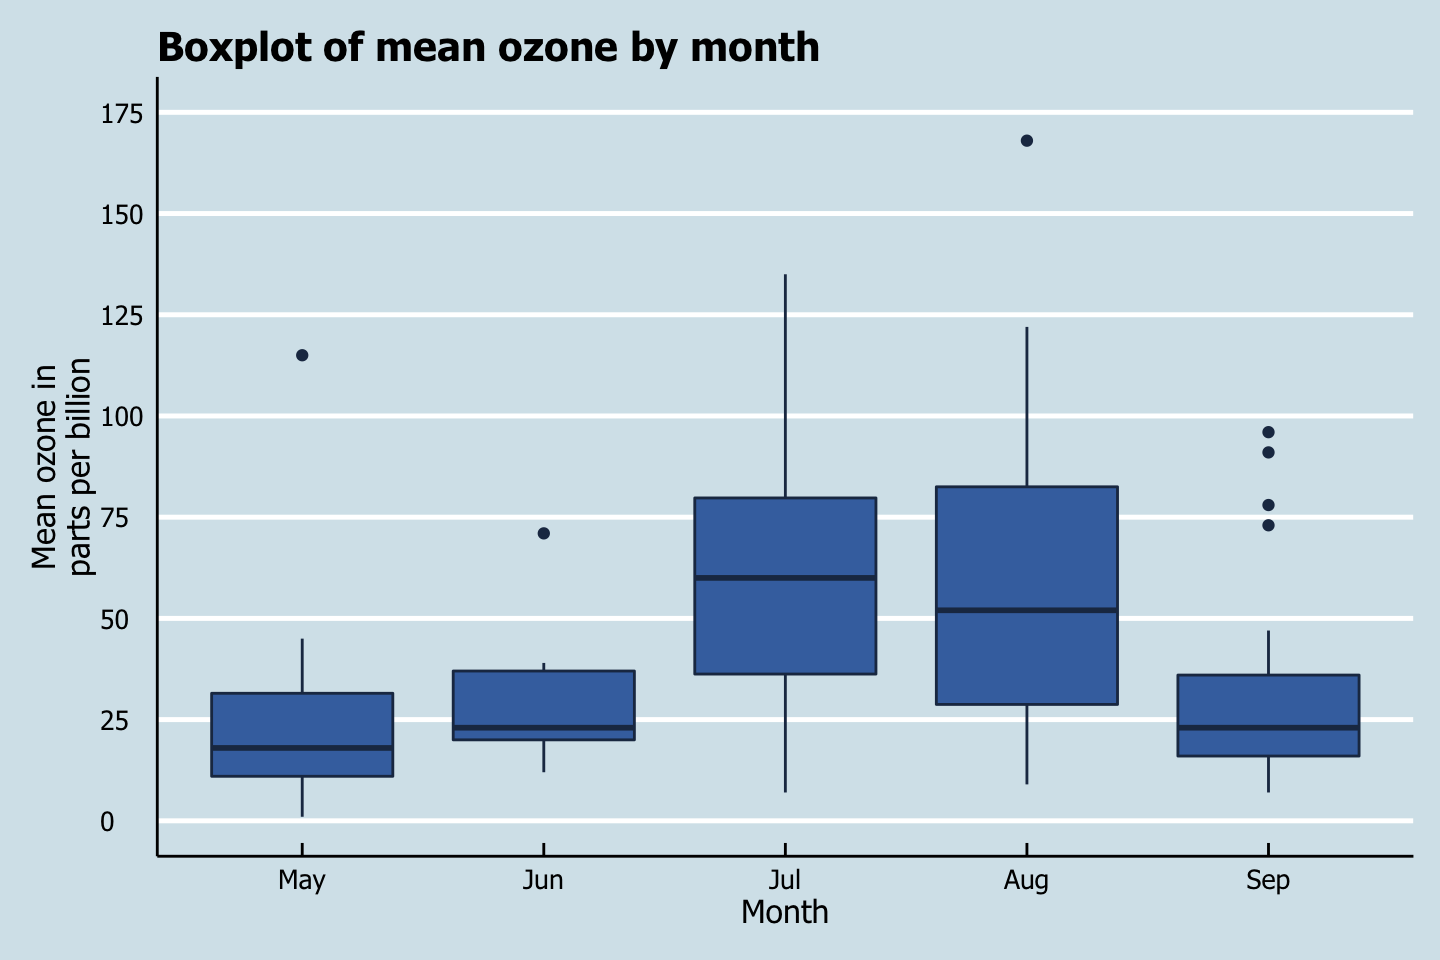 Boxplot of mean ozone by month
Mean ozone in
parts per billion
175
150
125
100
75
50
25
0
May
Jun
Jul
Aug
Sep
Month